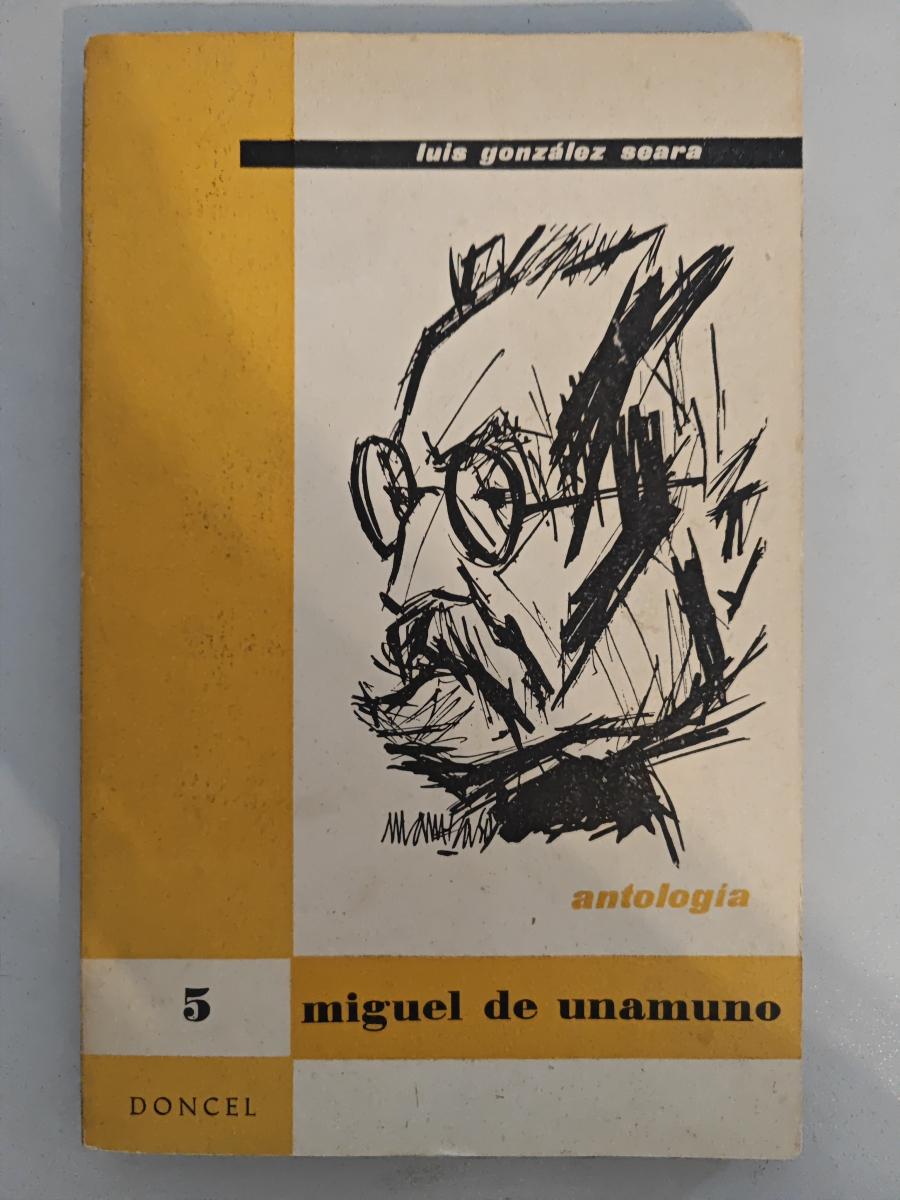 luis gonzález seara
antología
5
miguel de unamuno
DONCEL